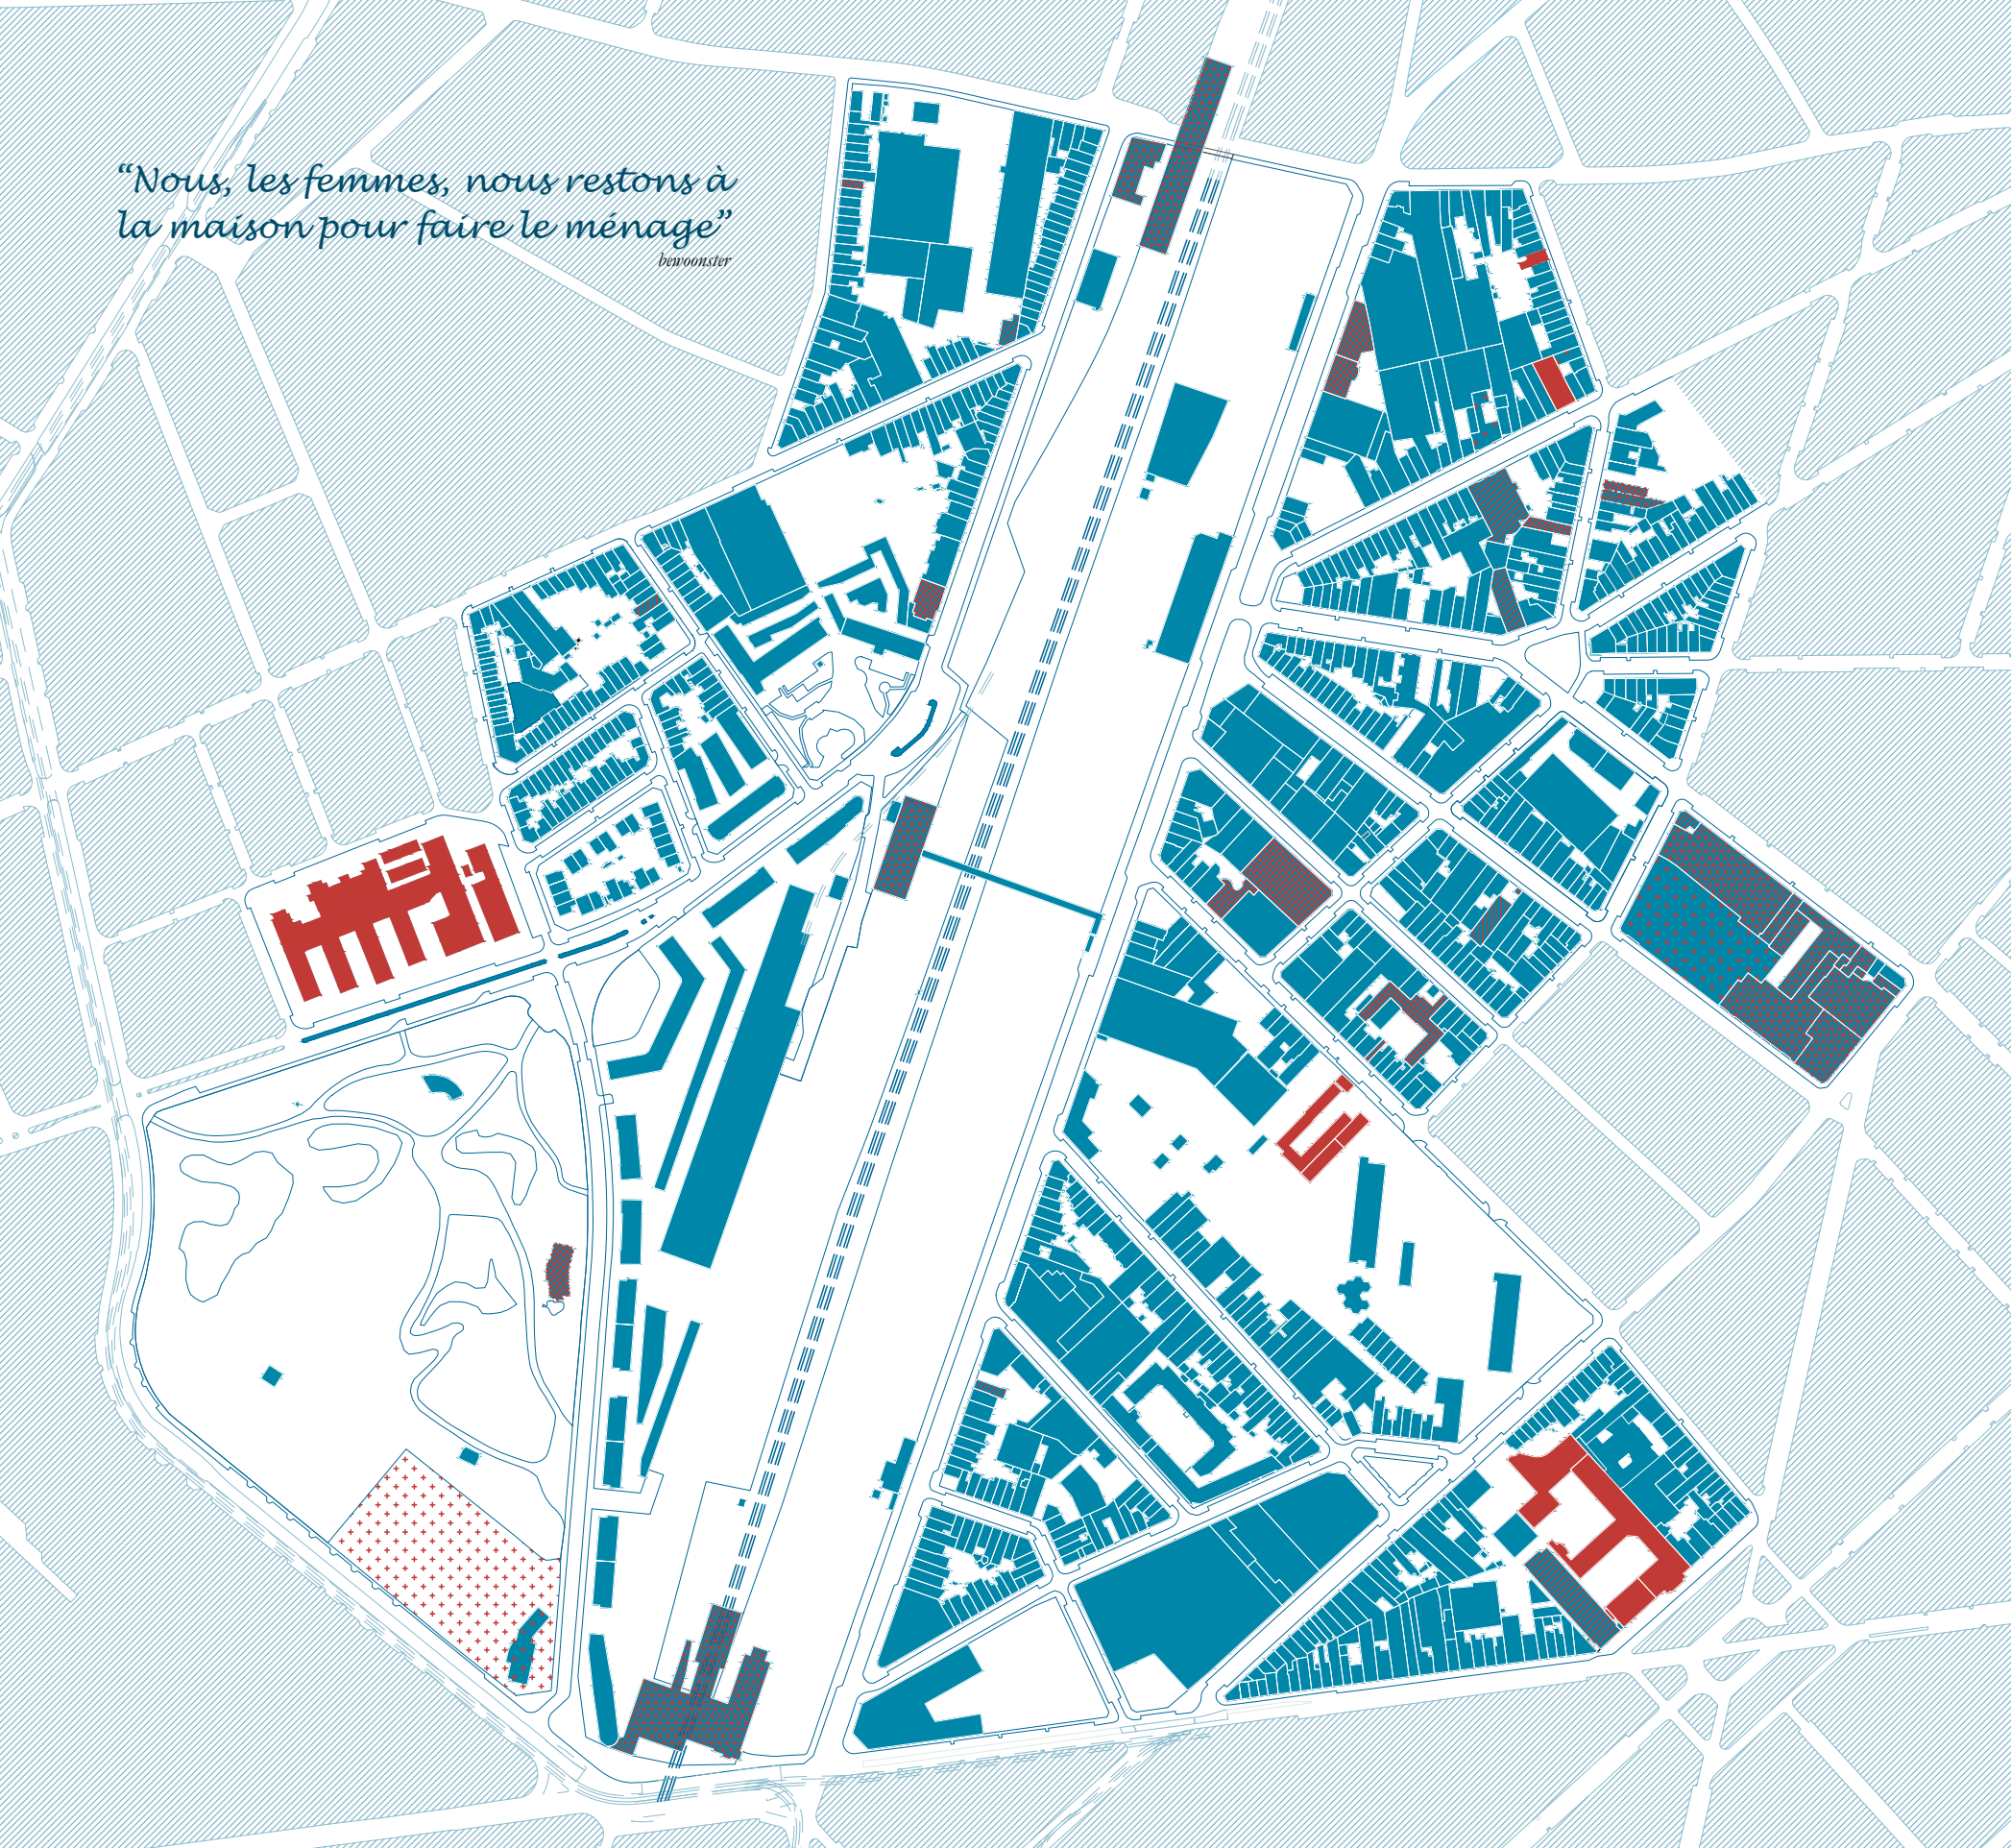 “Nous, les femmes, nous restons à
la maison pour faire le ménage”
bewoonster